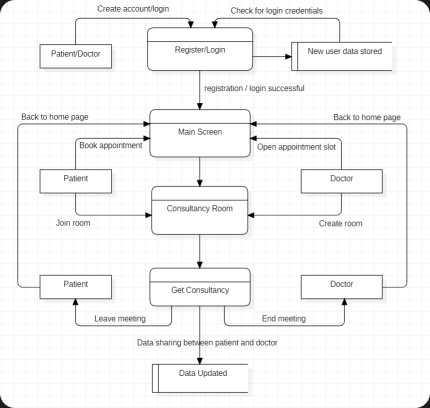 Create account/login
Check for login credentials
Patient/Doctor
Register/Login
New user data stored
registration / login successful
Back to home page
Back to home page
Main Screen
Book appointment
Open appointment slot
Patient
Doctor
Consultancy Room
Join room
Create room
Patient
Get Consultancy
Doctor
Leave meeting
End meeting
Data sharing between patient and doctor
Data Updated